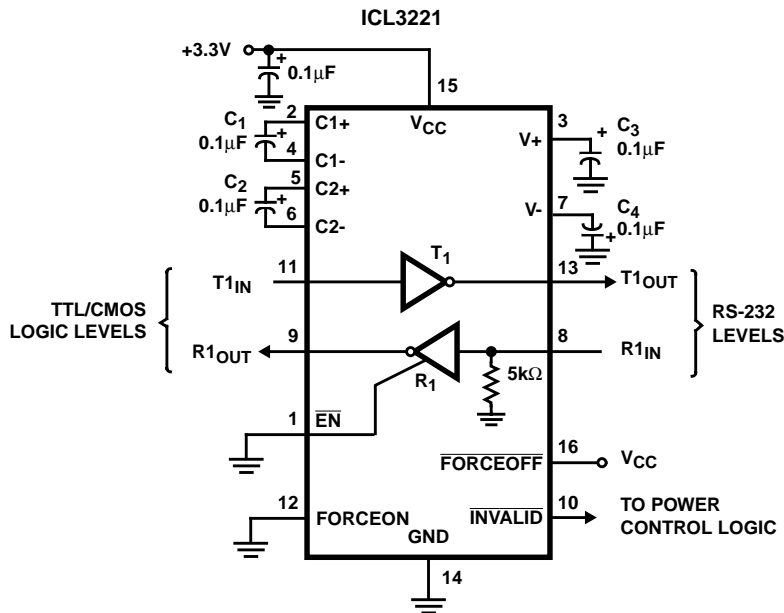 ICL3221
+3.3V
+
0.1μF
15
VCC
C1
0.1μF
2
+
4
C1+
C1-
C2
0.1μF
5
+
6
C2+
C2-
3
V+
+
C3
0.1μF
7
V-
+
C4
0.1μF
TTL/CMOS
LOGIC LEVELS
T1IN
11
T1
13
T1OUT
R1OUT
9
R1
5kΩ
8
R1IN
RS-232
LEVELS
1
EN
16
FORCEOFF
VCC
12
FORCEON
INVALID
10
TO POWER
CONTROL LOGIC
GND
14